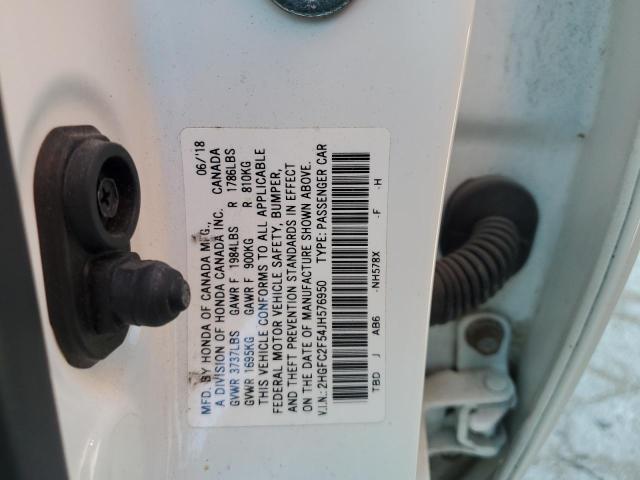 MFD. BY HONDA OF CANADA MFG., 06/18
A DIVISION OF HONDA CANADA INC. CANADA
GVWR 3737LBS GAWR F 1984LBS R 1786LBS
GVWR 1695KG GAWR F 900KG R 810KG
THIS VEHICLE CONFORMS TO ALL APPLICABLE
FEDERAL MOTOR VEHICLE SAFETY, BUMPER,
AND THEFT PREVENTION STANDARDS IN EFFECT
ON THE DATE OF MANUFACTURE SHOWN ABOVE.
V.I.N.:2HGFC2F54JH576950 TYPE: PASSENGER CAR
TBD J AB6 -NH578X -F -H